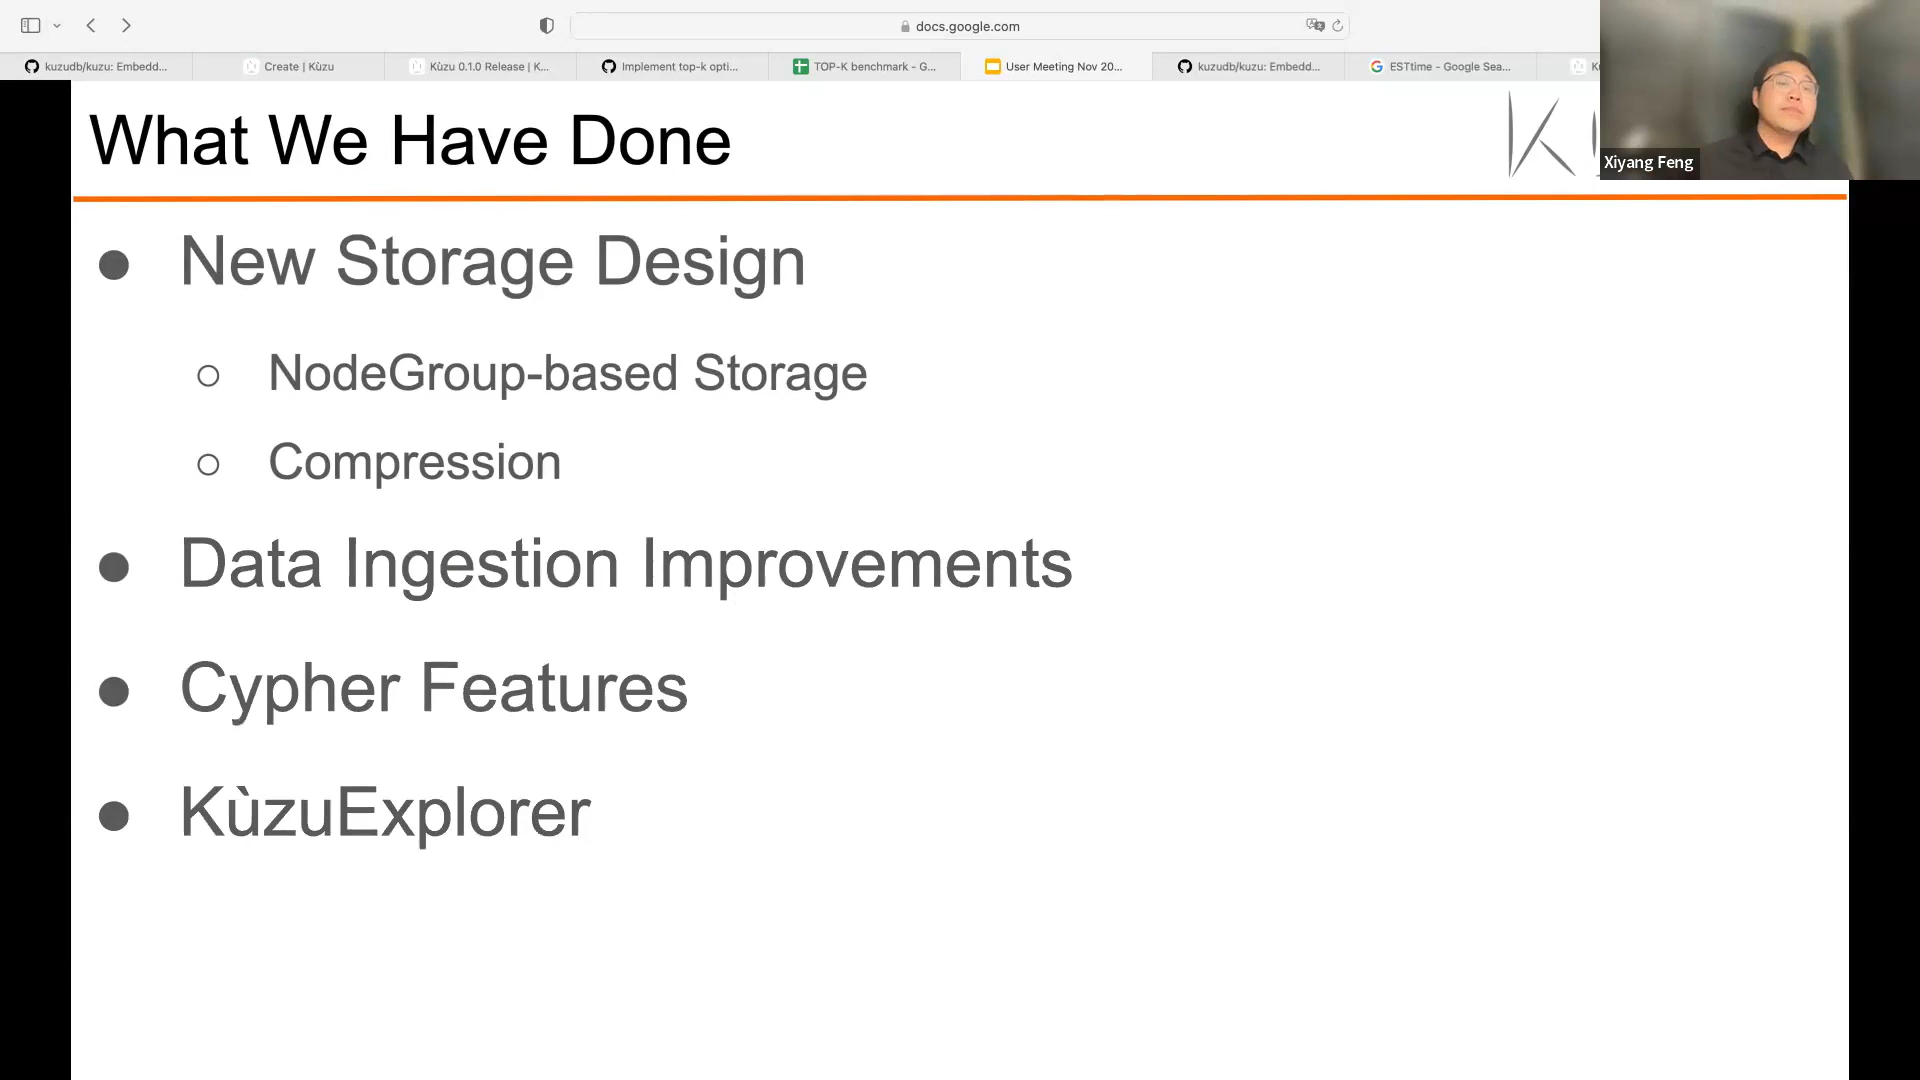 docs.google.com
kuzudb/kuzu: Embedd...
Create | Kùzu
Kùzu 0.1.0 Release | K...
Implement top-k opti...
TOP-K benchmark - G...
User Meeting Nov 20...
kuzudb/kuzu: Embedd...
ESTtime - Google Sea...
What We Have Done
Xiyang Feng
● New Storage Design
○ NodeGroup-based Storage
○ Compression
● Data Ingestion Improvements
● Cypher Features
● KùzuExplorer